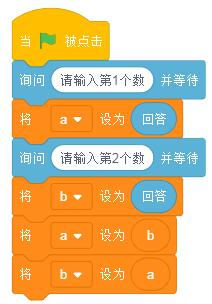 当 被点击
询问 请输入第1个数 并等待
将 a 设为 回答
询问 请输入第2个数 并等待
将 b 设为 回答
将 a 设为 b
将 b 设为 a